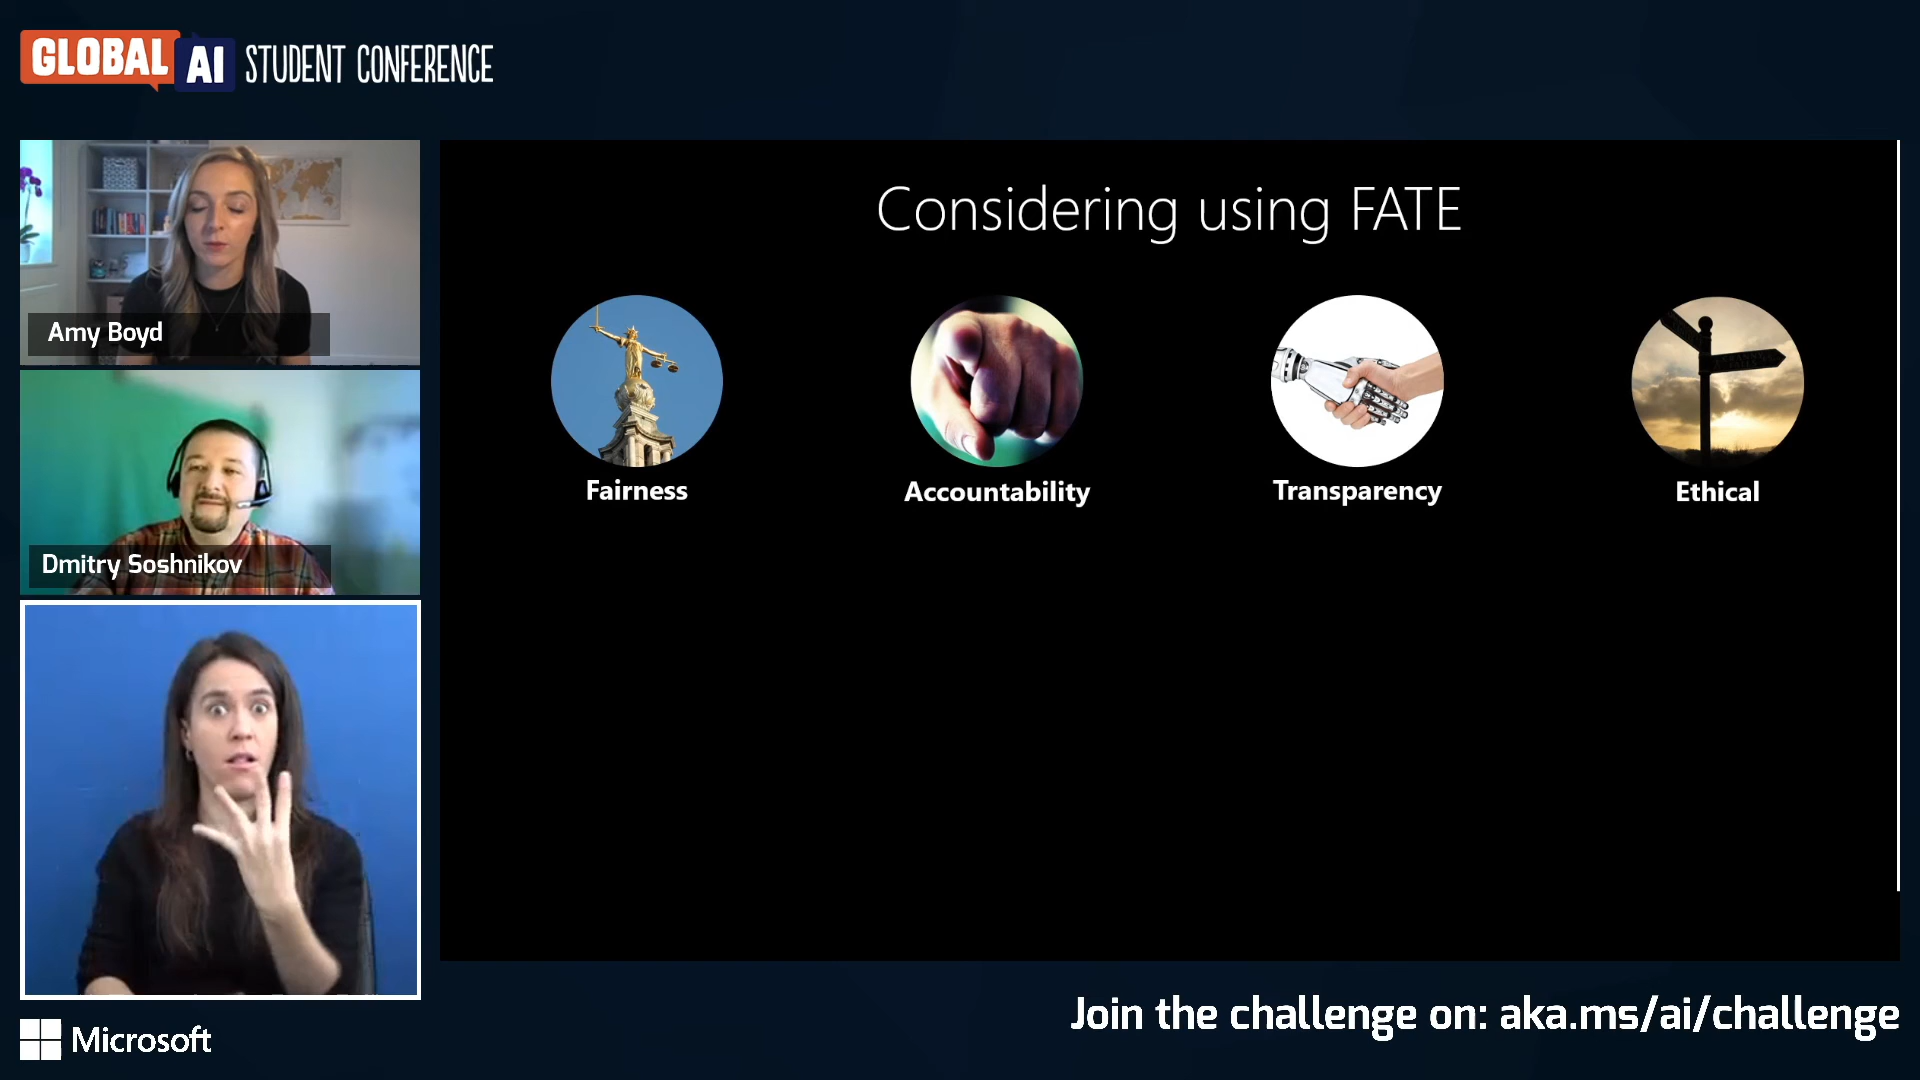 GLOBAL AI STUDENT CONFERENCE
Amy Boyd
Dmitry Soshnikov
Considering using FATE
Fairness
Accountability
Transparency
Ethical
Microsoft
Join the challenge on: aka.ms/ai/challenge